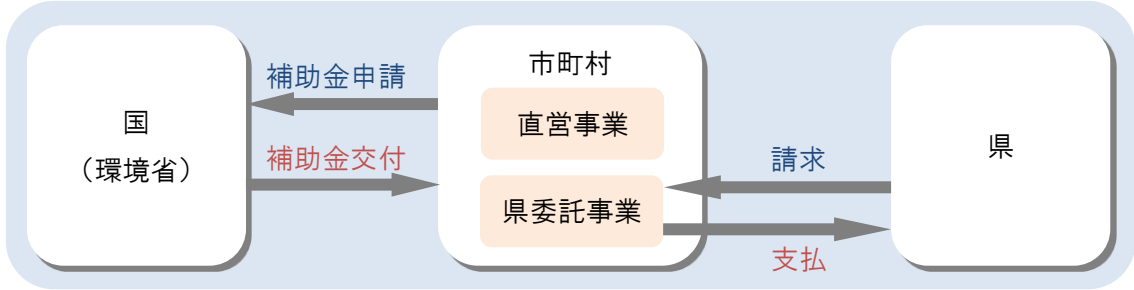 国
（環境省）
補助金申請
補助金交付
市町村
直営事業
県委託事業
請求
支払
県